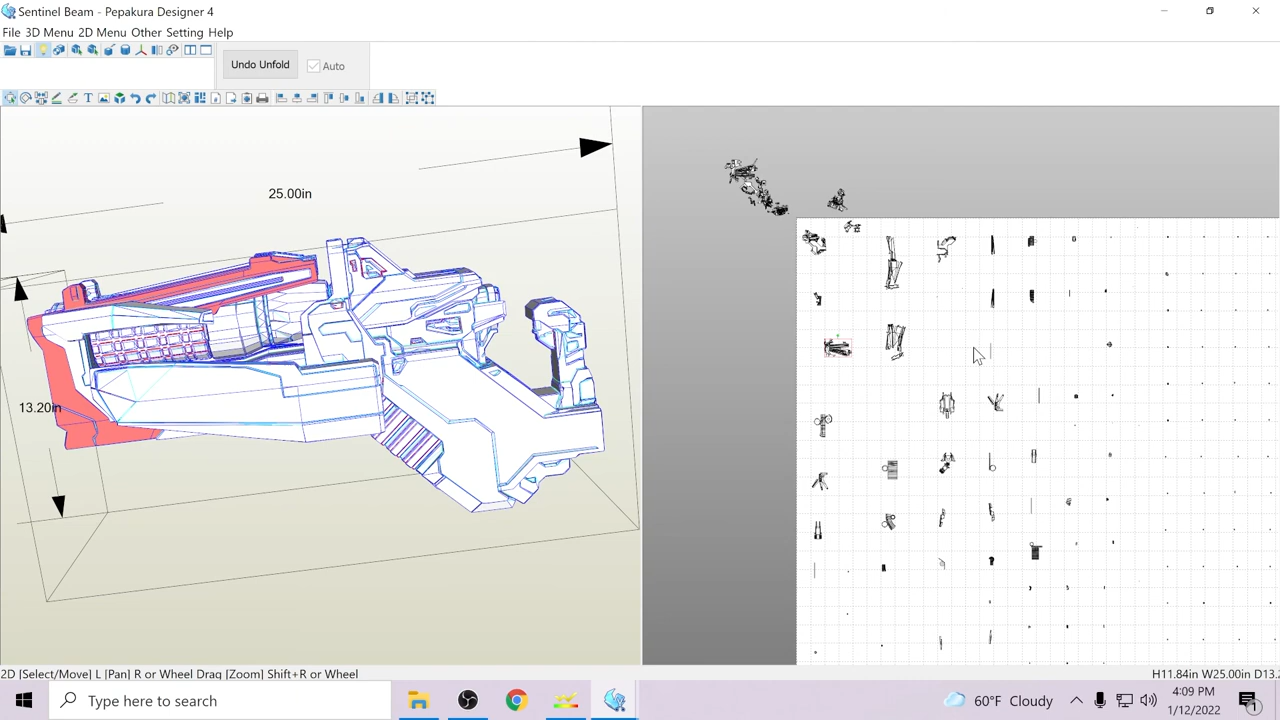 Sentinel Beam - Pepakura Designer 4
File 3D Menu 2D Menu Other Setting Help
Undo Unfold
Auto
25.00in
13.20in
2D [Select/Move] L [Pan] R or Wheel Drag [Zoom] Shift+R or Wheel
H11.84in W25.00in D13.2
Type here to search
60°F Cloudy
4:09 PM
1/12/2022
1